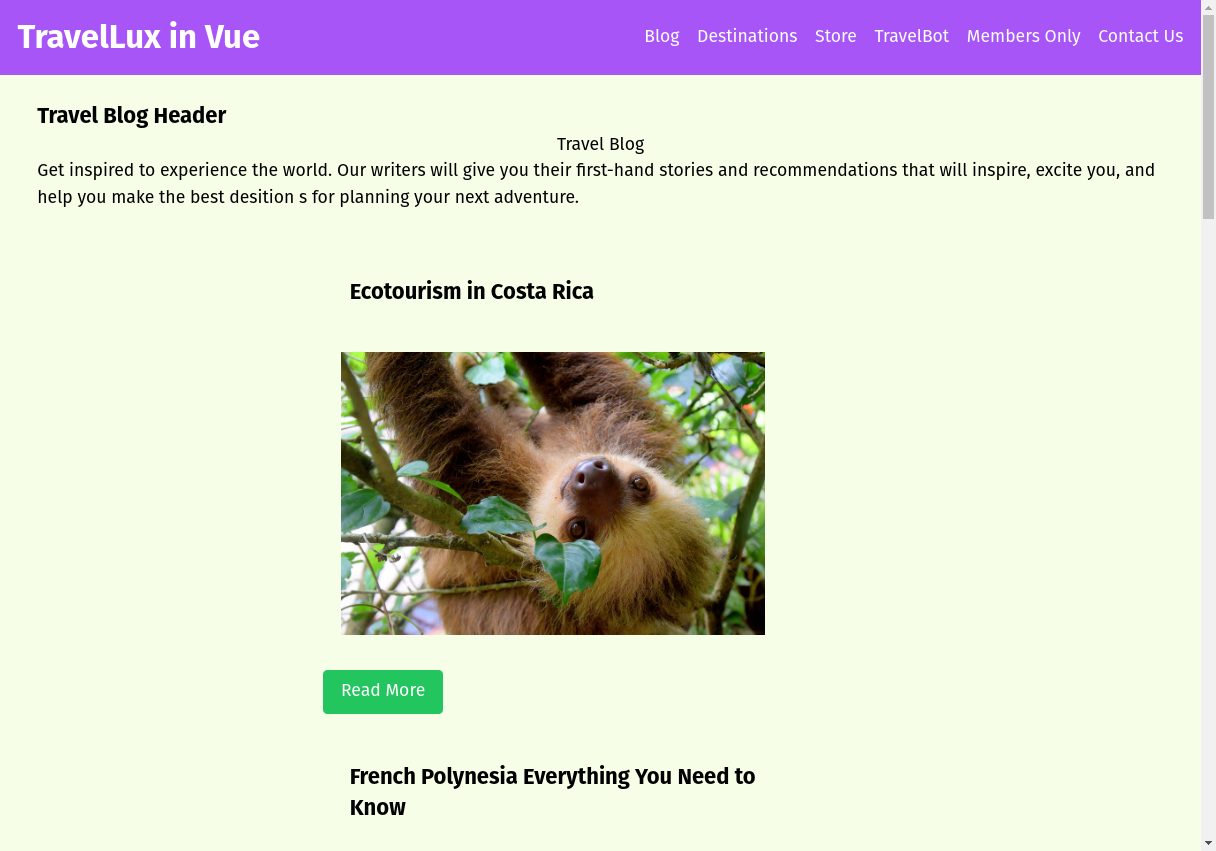 TravelLux in Vue
Blog Destinations Store TravelBot Members Only Contact Us
Travel Blog Header
Travel Blog
Get inspired to experience the world. Our writers will give you their first-hand stories and recommendations that will inspire, excite you, and
help you make the best desition s for planning your next adventure.
Ecotourism in Costa Rica
Read More
French Polynesia Everything You Need to
Know